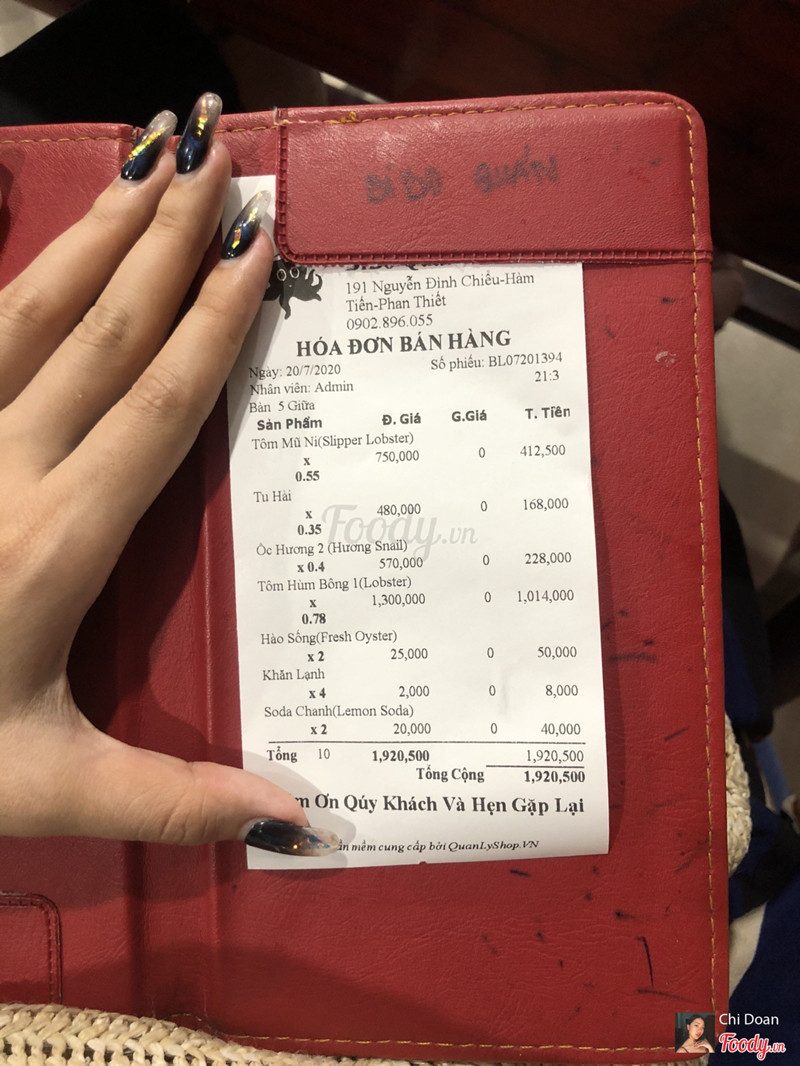 BiBo QUÁN
191 Nguyễn Đình Chiểu-Hàm
Tiến-Phan Thiết
0902.896.055
HÓA ĐƠN BÁN HÀNG
Ngày: 20/7/2020 Số phiếu: BL07201394
Nhân viên: Admin 21:3
Bàn 5 Giữa
Sản Phẩm Đ. Giá G.Giá T. Tiền
Tôm Mũ Ni(Slipper Lobster)
x 750,000 0 412,500
0.55
Tu Hài
x 480,000 0 168,000
0.35
Ốc Hương 2 (Hương Snail)
x 0.4 570,000 0 228,000
Tôm Hùm Bông 1(Lobster)
x 1,300,000 0 1,014,000
0.78
Hào Sống(Fresh Oyster)
x 2 25,000 0 50,000
Khăn Lạnh
x 4 2,000 0 8,000
Soda Chanh(Lemon Soda)
x 2 20,000 0 40,000
Tổng 10 1,920,500 1,920,500
Tổng Cộng 1,920,500
Ơn Qúy Khách Và Hẹn Gặp Lại
mềm cung cấp bởi QuanLyShop.VN
Foody.vn
Chi Doan
Foody.vn